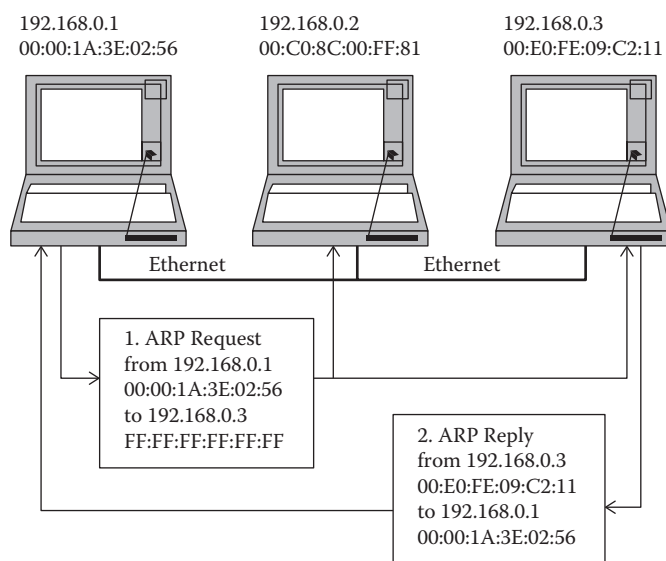 192.168.0.1
00:00:1A:3E:02:56
192.168.0.2
00:C0:8C:00:FF:81
192.168.0.3
00:E0:FE:09:C2:11
Ethernet
Ethernet
1. ARP Request
from 192.168.0.1
00:00:1A:3E:02:56
to 192.168.0.3
FF:FF:FF:FF:FF:FF
2. ARP Reply
from 192.168.0.3
00:E0:FE:09:C2:11
to 192.168.0.1
00:00:1A:3E:02:56